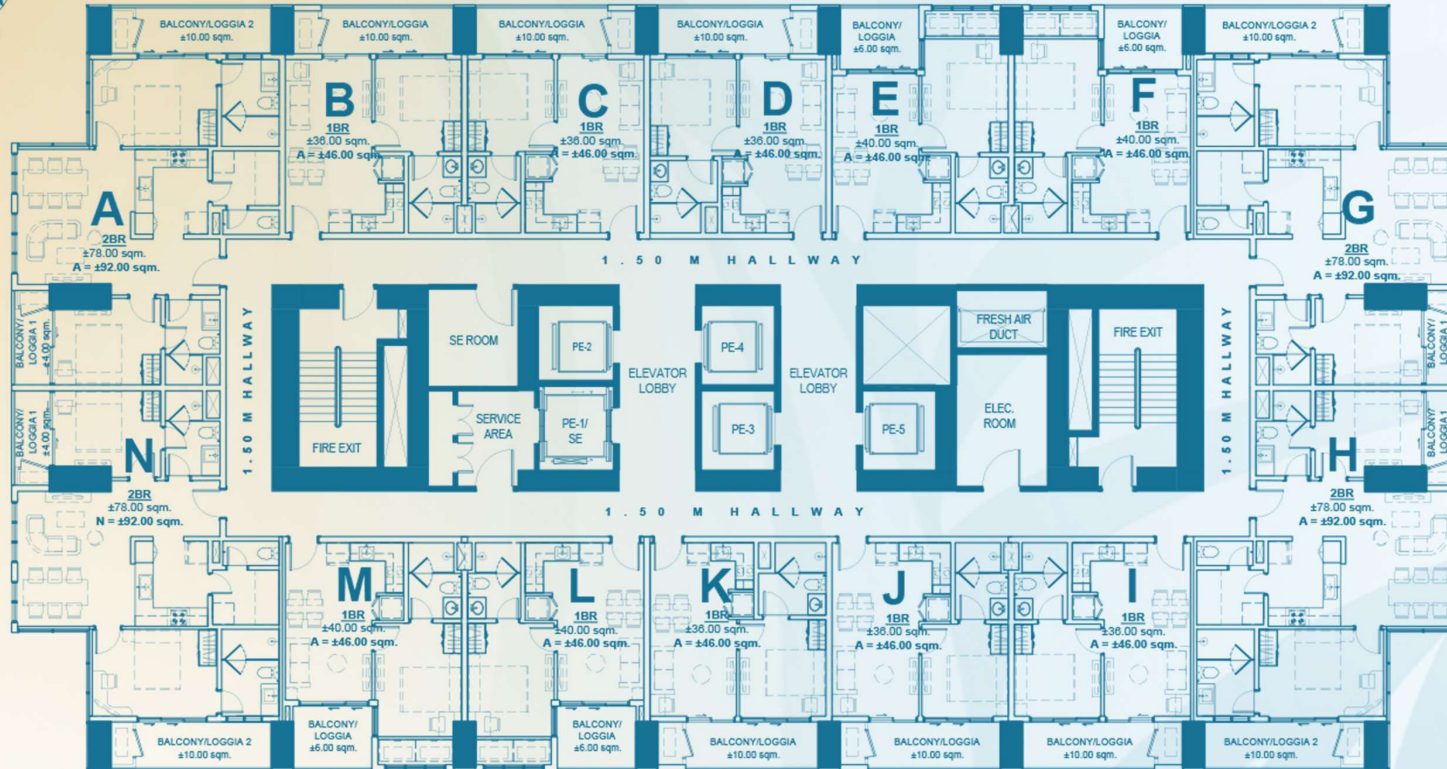 BALCONY/LOGGIA 2
±10.00 sqm.
BALCONY/LOGGIA
±10.00 sqm.
BALCONY/LOGGIA
±10.00 sqm.
BALCONY/LOGGIA
±10.00 sqm.
BALCONY/
LOGGIA
±6.00 sqm.
BALCONY/
LOGGIA
±6.00 sqm.
BALCONY/LOGGIA 2
±10.00 sqm.
A
2BR
±78.00 sqm.
A = ±92.00 sqm.
B
1BR
±36.00 sqm.
A = ±46.00 sqm.
C
1BR
±36.00 sqm.
A = ±46.00 sqm.
D
1BR
±36.00 sqm.
A = ±46.00 sqm.
E
1BR
±40.00 sqm.
A = ±46.00 sqm.
F
1BR
±40.00 sqm.
A = ±46.00 sqm.
G
2BR
±78.00 sqm.
A = ±92.00 sqm.
1.50 M HALLWAY
BALCONY/
LOGGIA 1
±4.00 sqm.
1.50 M HALLWAY
FIRE EXIT
SE ROOM
SERVICE
AREA
PE-2
PE-1/
SE
ELEVATOR
LOBBY
PE-4
PE-3
ELEVATOR
LOBBY
PE-5
FRESH AIR
DUCT
ELEC.
ROOM
FIRE EXIT
1.50 M HALLWAY
BALCONY/
LOGGIA 1
BALCONY/
LOGGIA 1
±4.00 sqm.
BALCONY/
LOGGIA 1
N
2BR
±78.00 sqm.
N = ±92.00 sqm.
H
2BR
±78.00 sqm.
A = ±92.00 sqm.
1.50 M HALLWAY
M
1BR
±40.00 sqm.
A = ±46.00 sqm.
L
1BR
±40.00 sqm.
A = ±46.00 sqm.
K
1BR
±36.00 sqm.
A = ±46.00 sqm.
J
1BR
±36.00 sqm.
A = ±46.00 sqm.
I
1BR
±36.00 sqm.
A = ±46.00 sqm.
BALCONY/LOGGIA 2
±10.00 sqm.
BALCONY/
LOGGIA
±6.00 sqm.
BALCONY/
LOGGIA
±6.00 sqm.
BALCONY/LOGGIA
±10.00 sqm.
BALCONY/LOGGIA
±10.00 sqm.
BALCONY/LOGGIA
±10.00 sqm.
BALCONY/LOGGIA 2
±10.00 sqm.